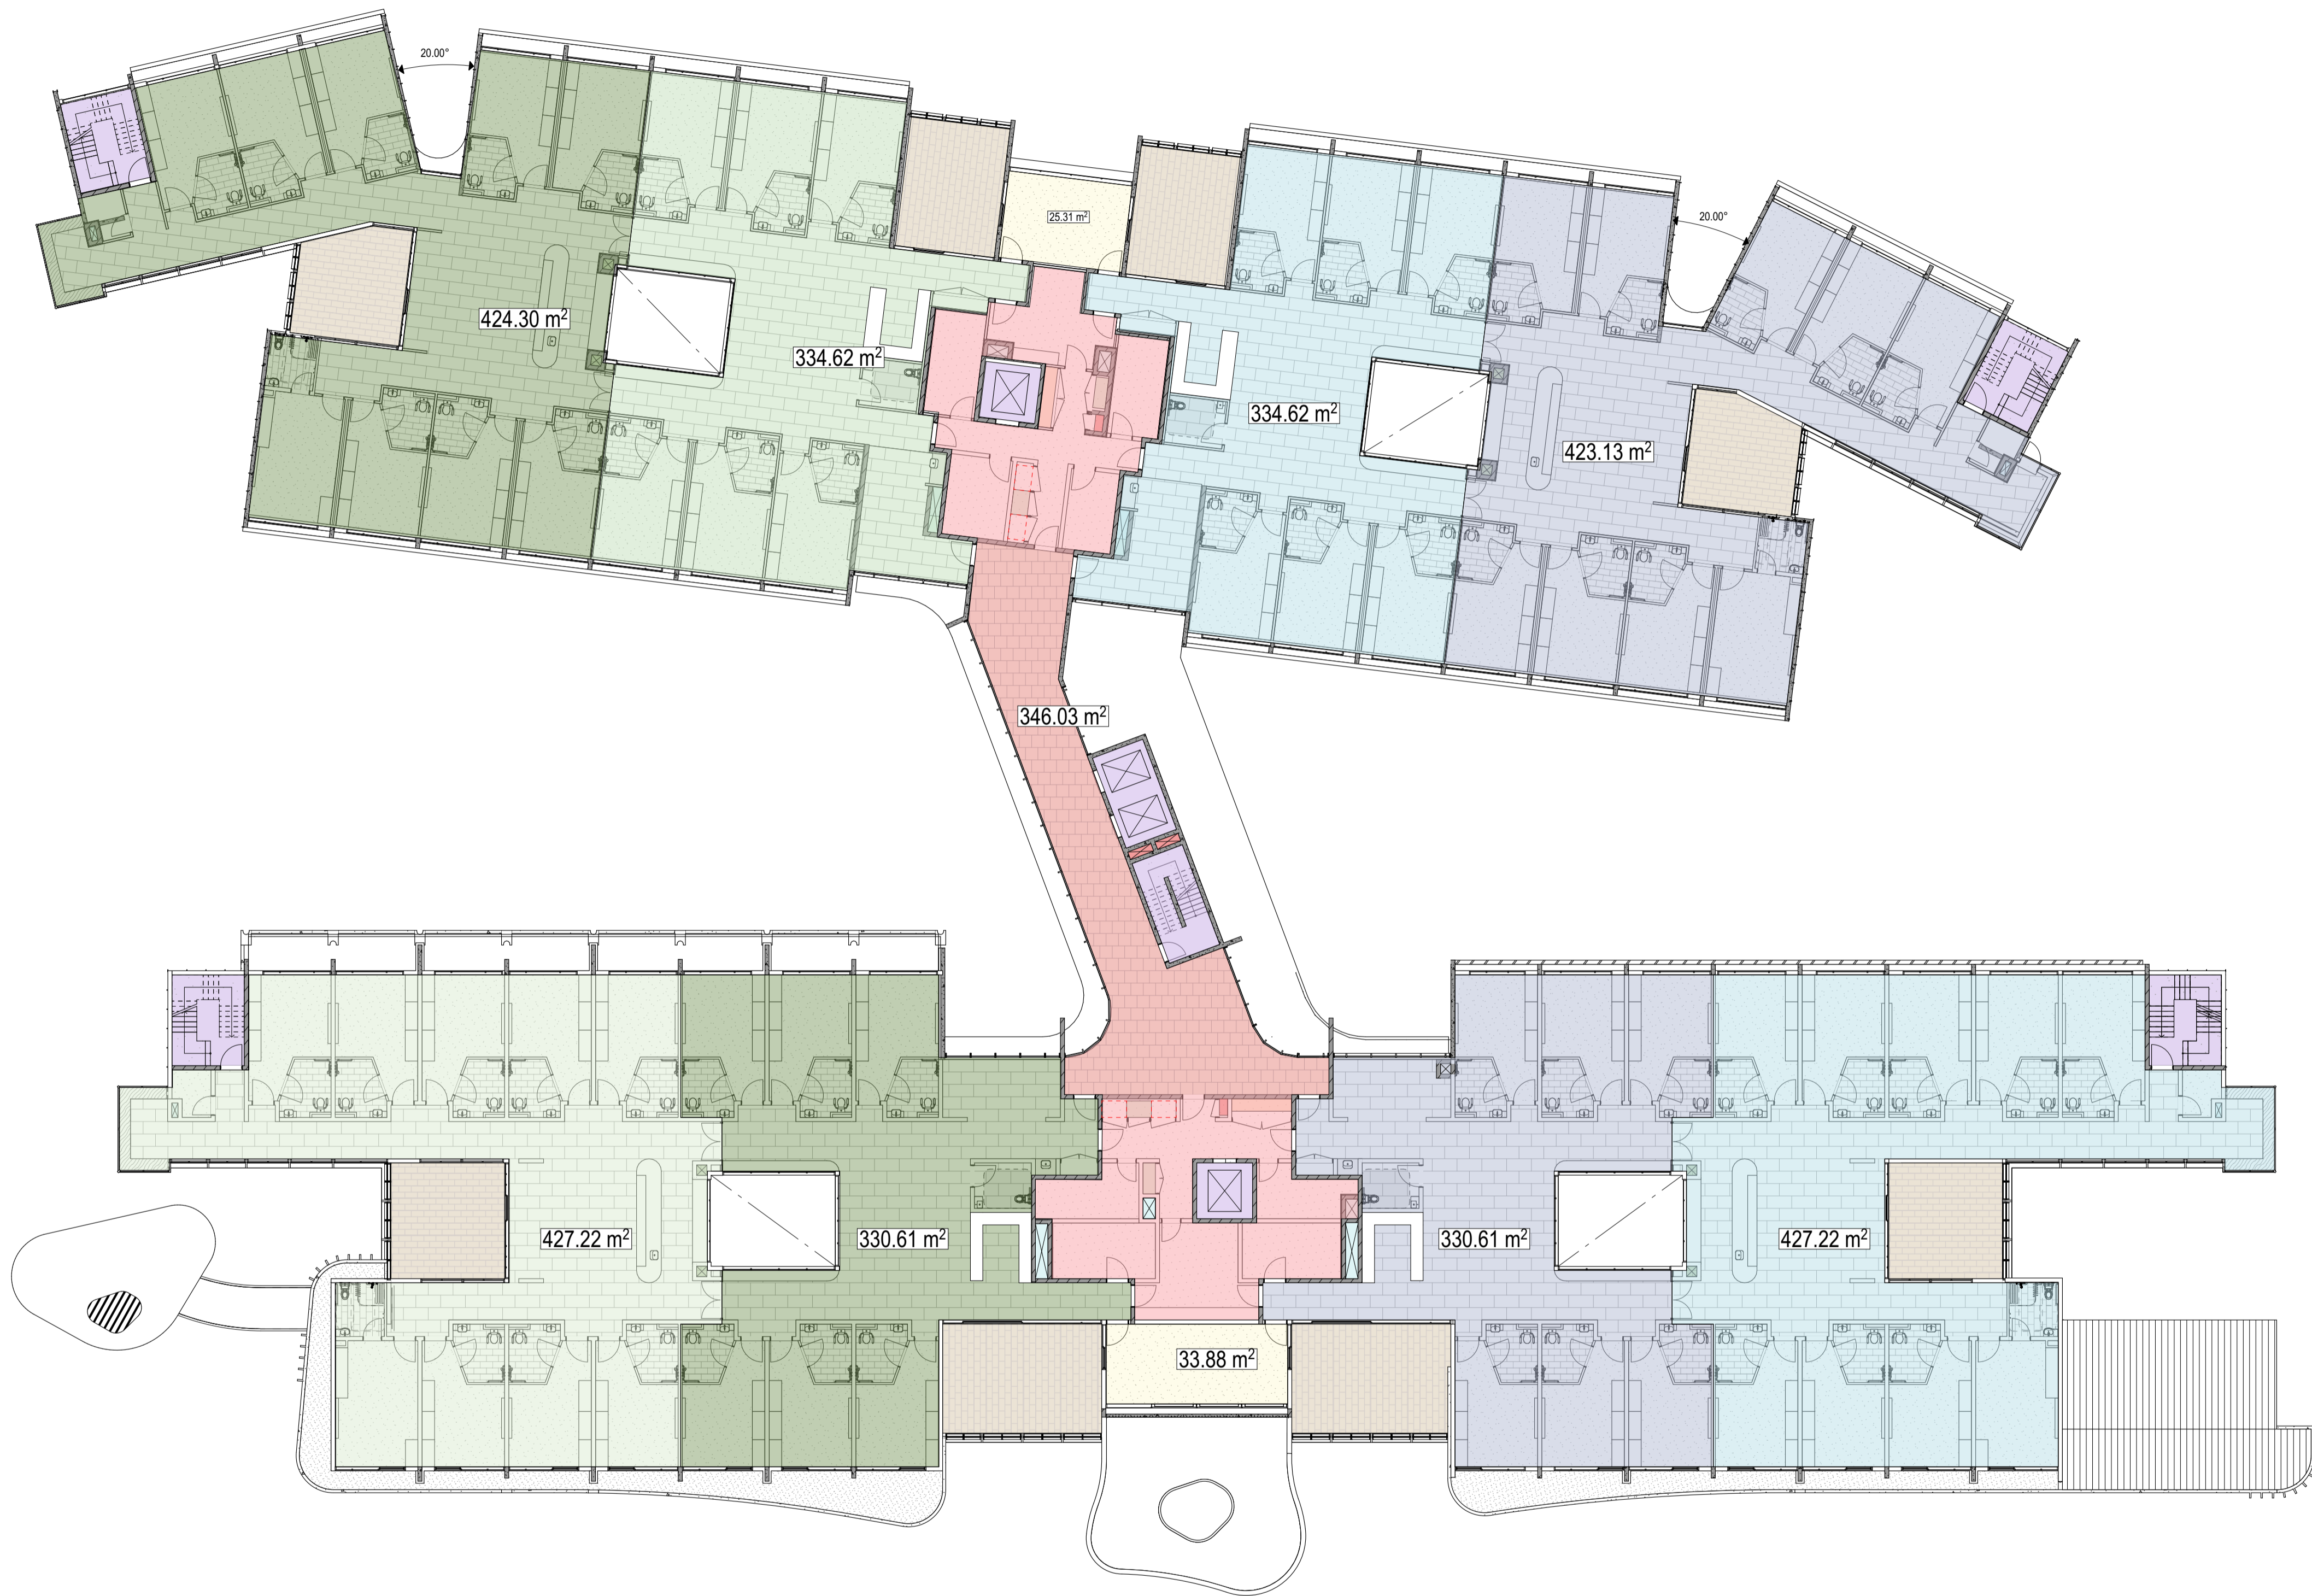 20.00°
20.00°
25.31 m²
424.30 m²
334.62 m²
334.62 m²
423.13 m²
346.03 m²
427.22 m²
330.61 m²
330.61 m²
427.22 m²
33.88 m²